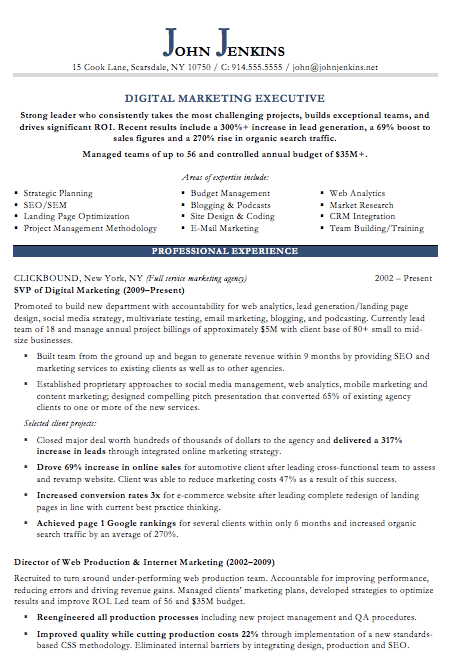 John Jenkins
15 Cook Lane, Scarsdale, NY 10750 / C: 914.555.5555 / john@johnjenkins.net
DIGITAL MARKETING EXECUTIVE
Strong leader who consistently takes the most challenging projects, builds exceptional teams, and
drives significant ROI. Recent results include a 300%+ increase in lead generation, a 69% boost to
sales figures and a 270% rise in organic search traffic.
Managed teams of up to 56 and controlled annual budget of $35M+.
Areas of expertise include:
▪ Strategic Planning ▪ Budget Management ▪ Web Analytics
▪ SEO/SEM ▪ Blogging & Podcasts ▪ Market Research
▪ Landing Page Optimization ▪ Site Design & Coding ▪ CRM Integration
▪ Project Management Methodology ▪ E-Mail Marketing ▪ Team Building/Training
PROFESSIONAL EXPERIENCE
CLICKBOUND, New York, NY (Full service marketing agency) 2002 – Present
SVP of Digital Marketing (2009–Present)
Promoted to build new department with accountability for web analytics, lead generation/landing page
design, social media strategy, multivariate testing, email marketing, blogging, and podcasting. Currently lead
team of 18 and manage annual project billings of approximately $5M with client base of 80+ small to mid-
size businesses.
▪ Built team from the ground up and began to generate revenue within 9 months by providing SEO and
marketing services to existing clients as well as to other agencies.
▪ Established proprietary approaches to social media management, web analytics, mobile marketing and
content marketing; designed compelling pitch presentation that converted 65% of existing agency
clients to one or more of the new services.
Selected client projects:
▪ Closed major deal worth hundreds of thousands of dollars to the agency and delivered a 317%
increase in leads through integrated online marketing strategy.
▪ Drove 69% increase in online sales for automotive client after leading cross-functional team to assess
and revamp website. Client was able to reduce marketing costs 47% as a result of this success.
▪ Increased conversion rates 3x for e-commerce website after leading complete redesign of landing
pages in line with current best practice thinking.
▪ Achieved page 1 Google rankings for several clients within only 6 months and increased organic
search traffic by an average of 270%.
Director of Web Production & Internet Marketing (2002–2009)
Recruited to turn around under-performing web production team. Accountable for improving performance,
reducing errors and driving revenue gains. Managed clients' marketing plans, developed strategies to optimize
results and improve ROI. Led team of 56 and $35M budget.
▪ Reengineered all production processes including new project management and QA procedures.
▪ Improved quality while cutting production costs 22% through implementation of a new standards-
based CSS methodology. Eliminated internal barriers by integrating design, production and SEO.